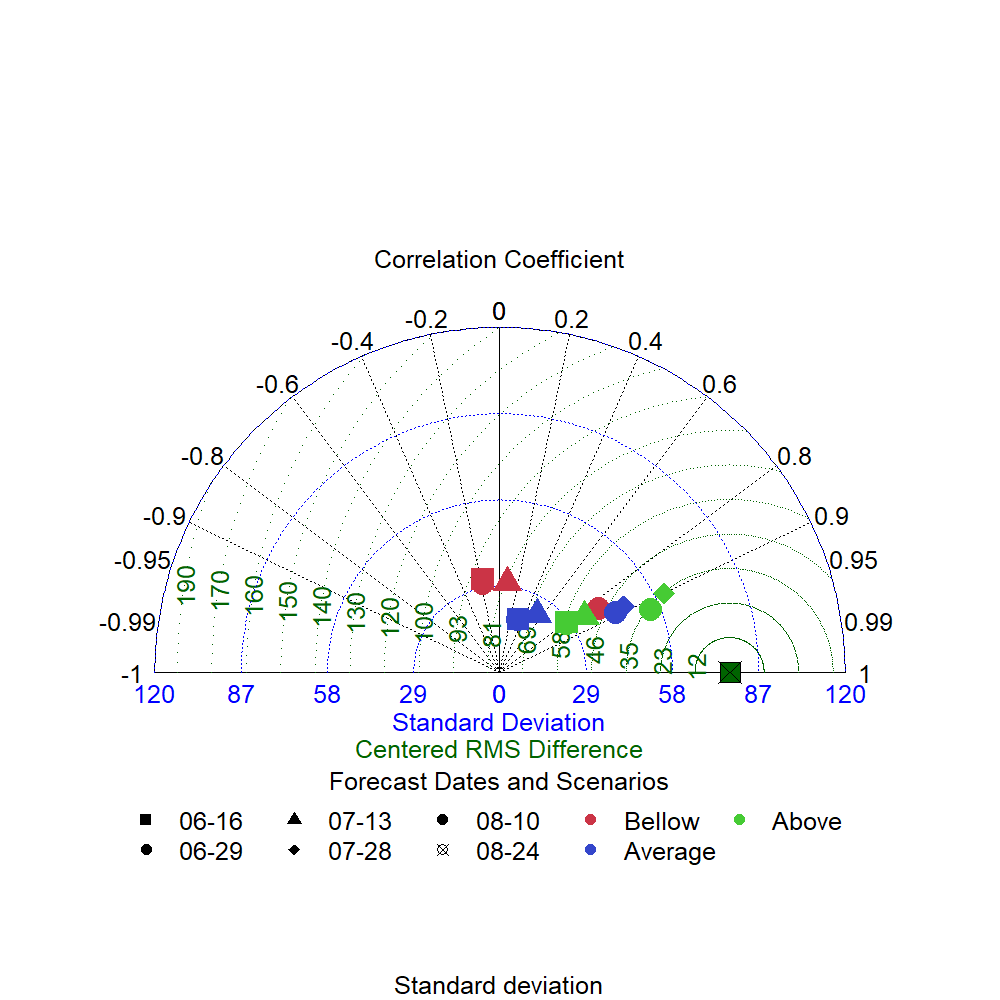 Correlation Coefficient
0
-0.2 0.2
-0.4 0.4
-0.6 0.6
-0.8 0.8
-0.9 0.9
-0.95 0.95
-0.99 0.99
190 170 160 150 140 130 120 100 93 81 69 58 46 35 23 12
-1 1
120 87 58 29 0 29 58 87 120
Standard Deviation
Centered RMS Difference
Forecast Dates and Scenarios
06-16 07-13 08-10 Bellow Above
06-29 07-28 08-24 Average
Standard deviation